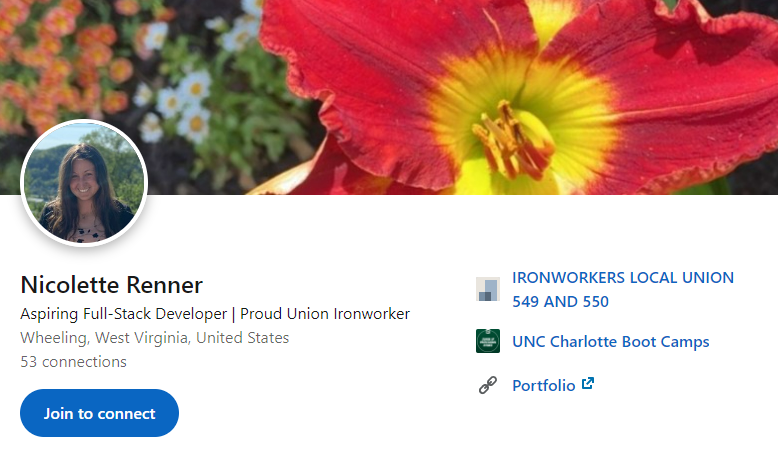 Nicolette Renner
Aspiring Full-Stack Developer | Proud Union Ironworker
Wheeling, West Virginia, United States
53 connections
Join to connect
IRONWORKERS LOCAL UNION
549 AND 550
UNC Charlotte Boot Camps
Portfolio